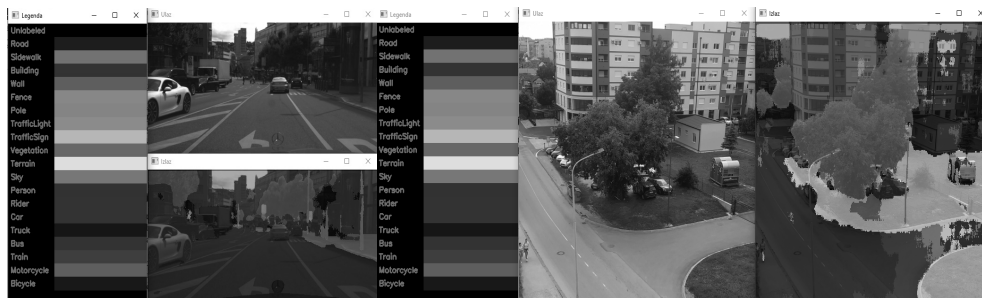 Legenda
Unlabeled
Road
Sidewalk
Building
Wall
Fence
Pole
TrafficLight
TrafficSign
Vegetation
Terrain
Sky
Person
Rider
Car
Truck
Bus
Train
Motorcycle
Bicycle
Ulaz
Izlaz
Legenda
Unlabeled
Road
Sidewalk
Building
Wall
Fence
Pole
TrafficLight
TrafficSign
Vegetation
Terrain
Sky
Person
Rider
Car
Truck
Bus
Train
Motorcycle
Bicycle
Ulaz
Izlaz